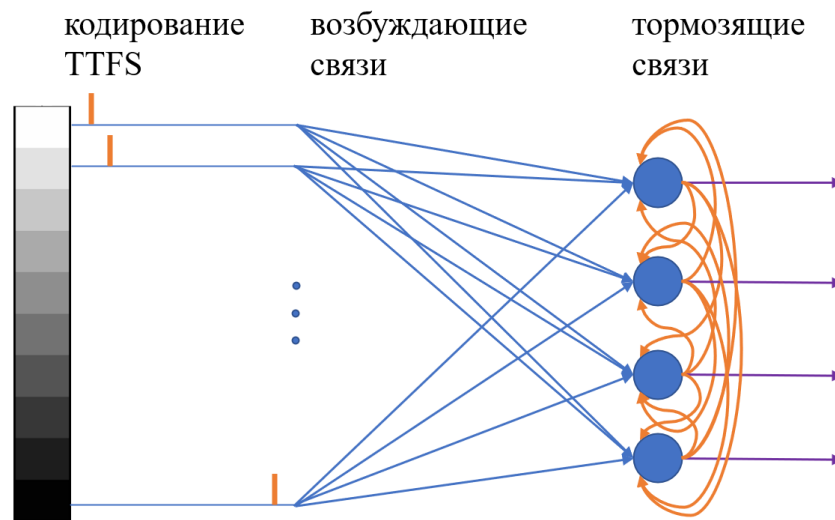 кодирование
TTFS
возбуждающие
связи
тормозящие
связи